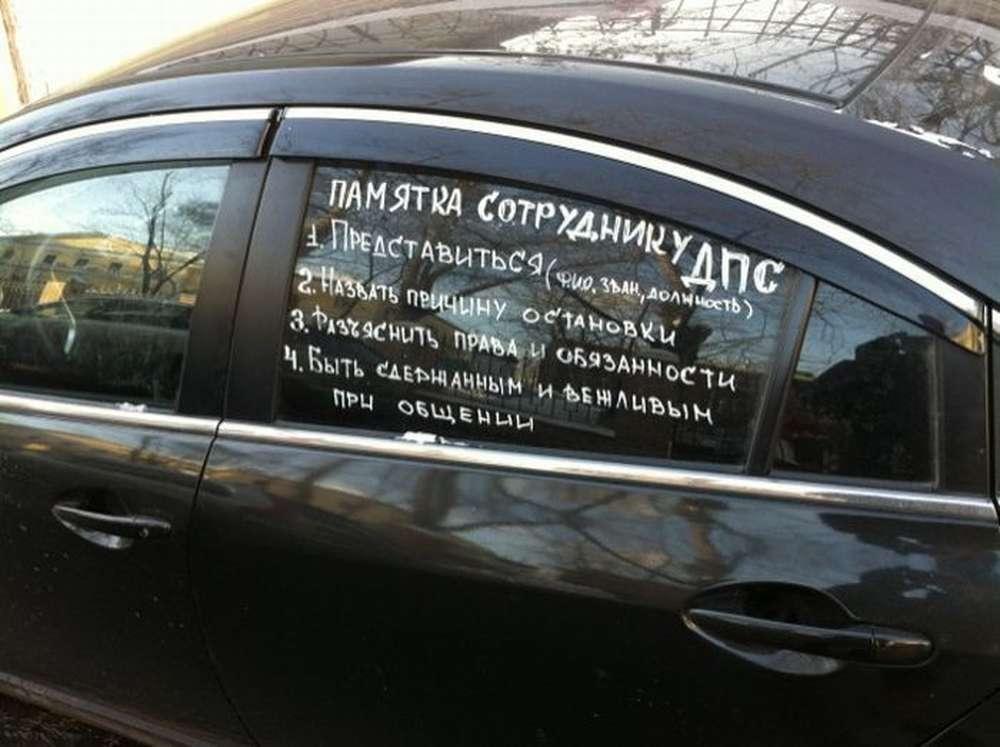 ПАМЯТКА СОТРУДНИКУ ДПС
1. ПРЕДСТАВИТЬСЯ (ФИО, ЗВАН, ДОЛЖНОСТЬ)
2. НАЗВАТЬ ПРИЧИНУ ОСТАНОВКИ
3. РАЗЪЯСНИТЬ ПРАВА И ОБЯЗАННОСТИ
4. БЫТЬ СДЕРЖАННЫМ И ВЕЖЛИВЫМ
ПРИ ОБЩЕНИИ